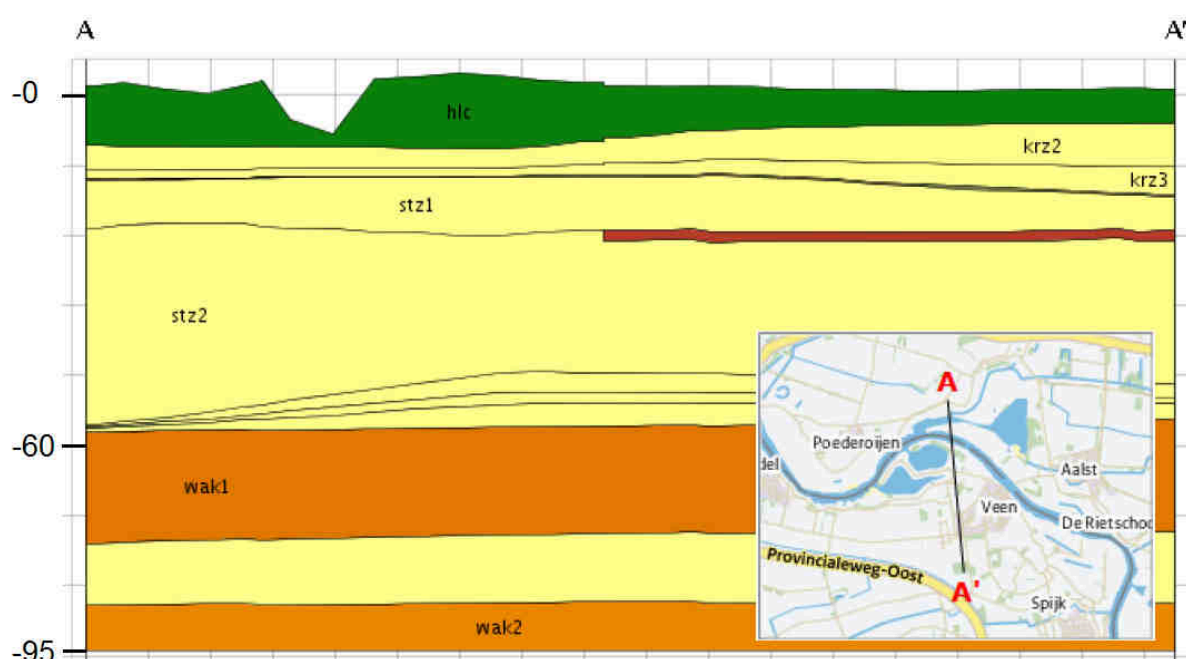 A
A'
-0
hlc
krz2
krz3
stz1
stz2
-60
wak1
wak2
-95
A
Poederoijen
del
Aalst
Veen
De Rietschoo
Provincialeweg-Oost
A'
Spijk